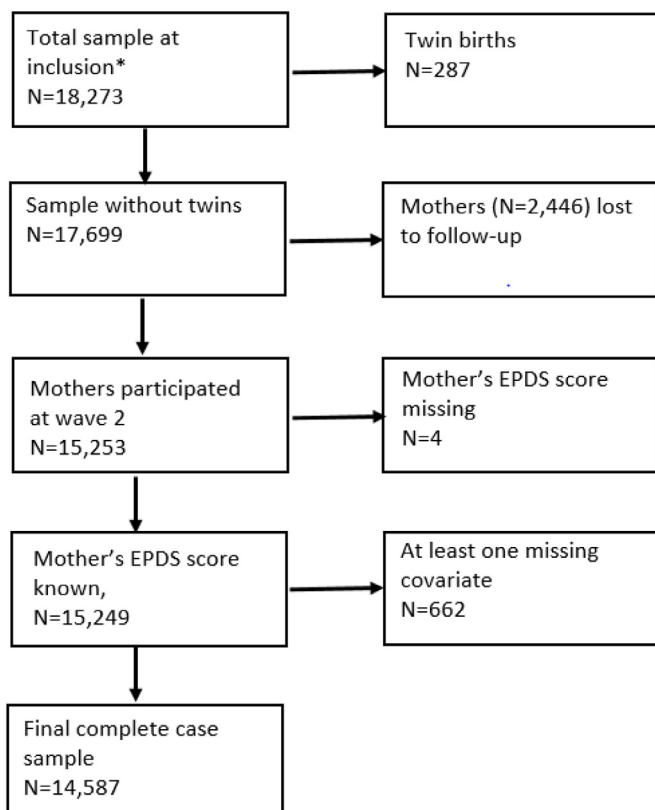 Total sample at
inclusion*
N=18,273
Twin births
N=287
Sample without twins
N=17,699
Mothers (N=2,446) lost
to follow-up
Mothers participated
at wave 2
N=15,253
Mother’s EPDS score
missing
N=4
Mother’s EPDS score
known,
N=15,249
At least one missing
covariate
N=662
Final complete case
sample
N=14,587